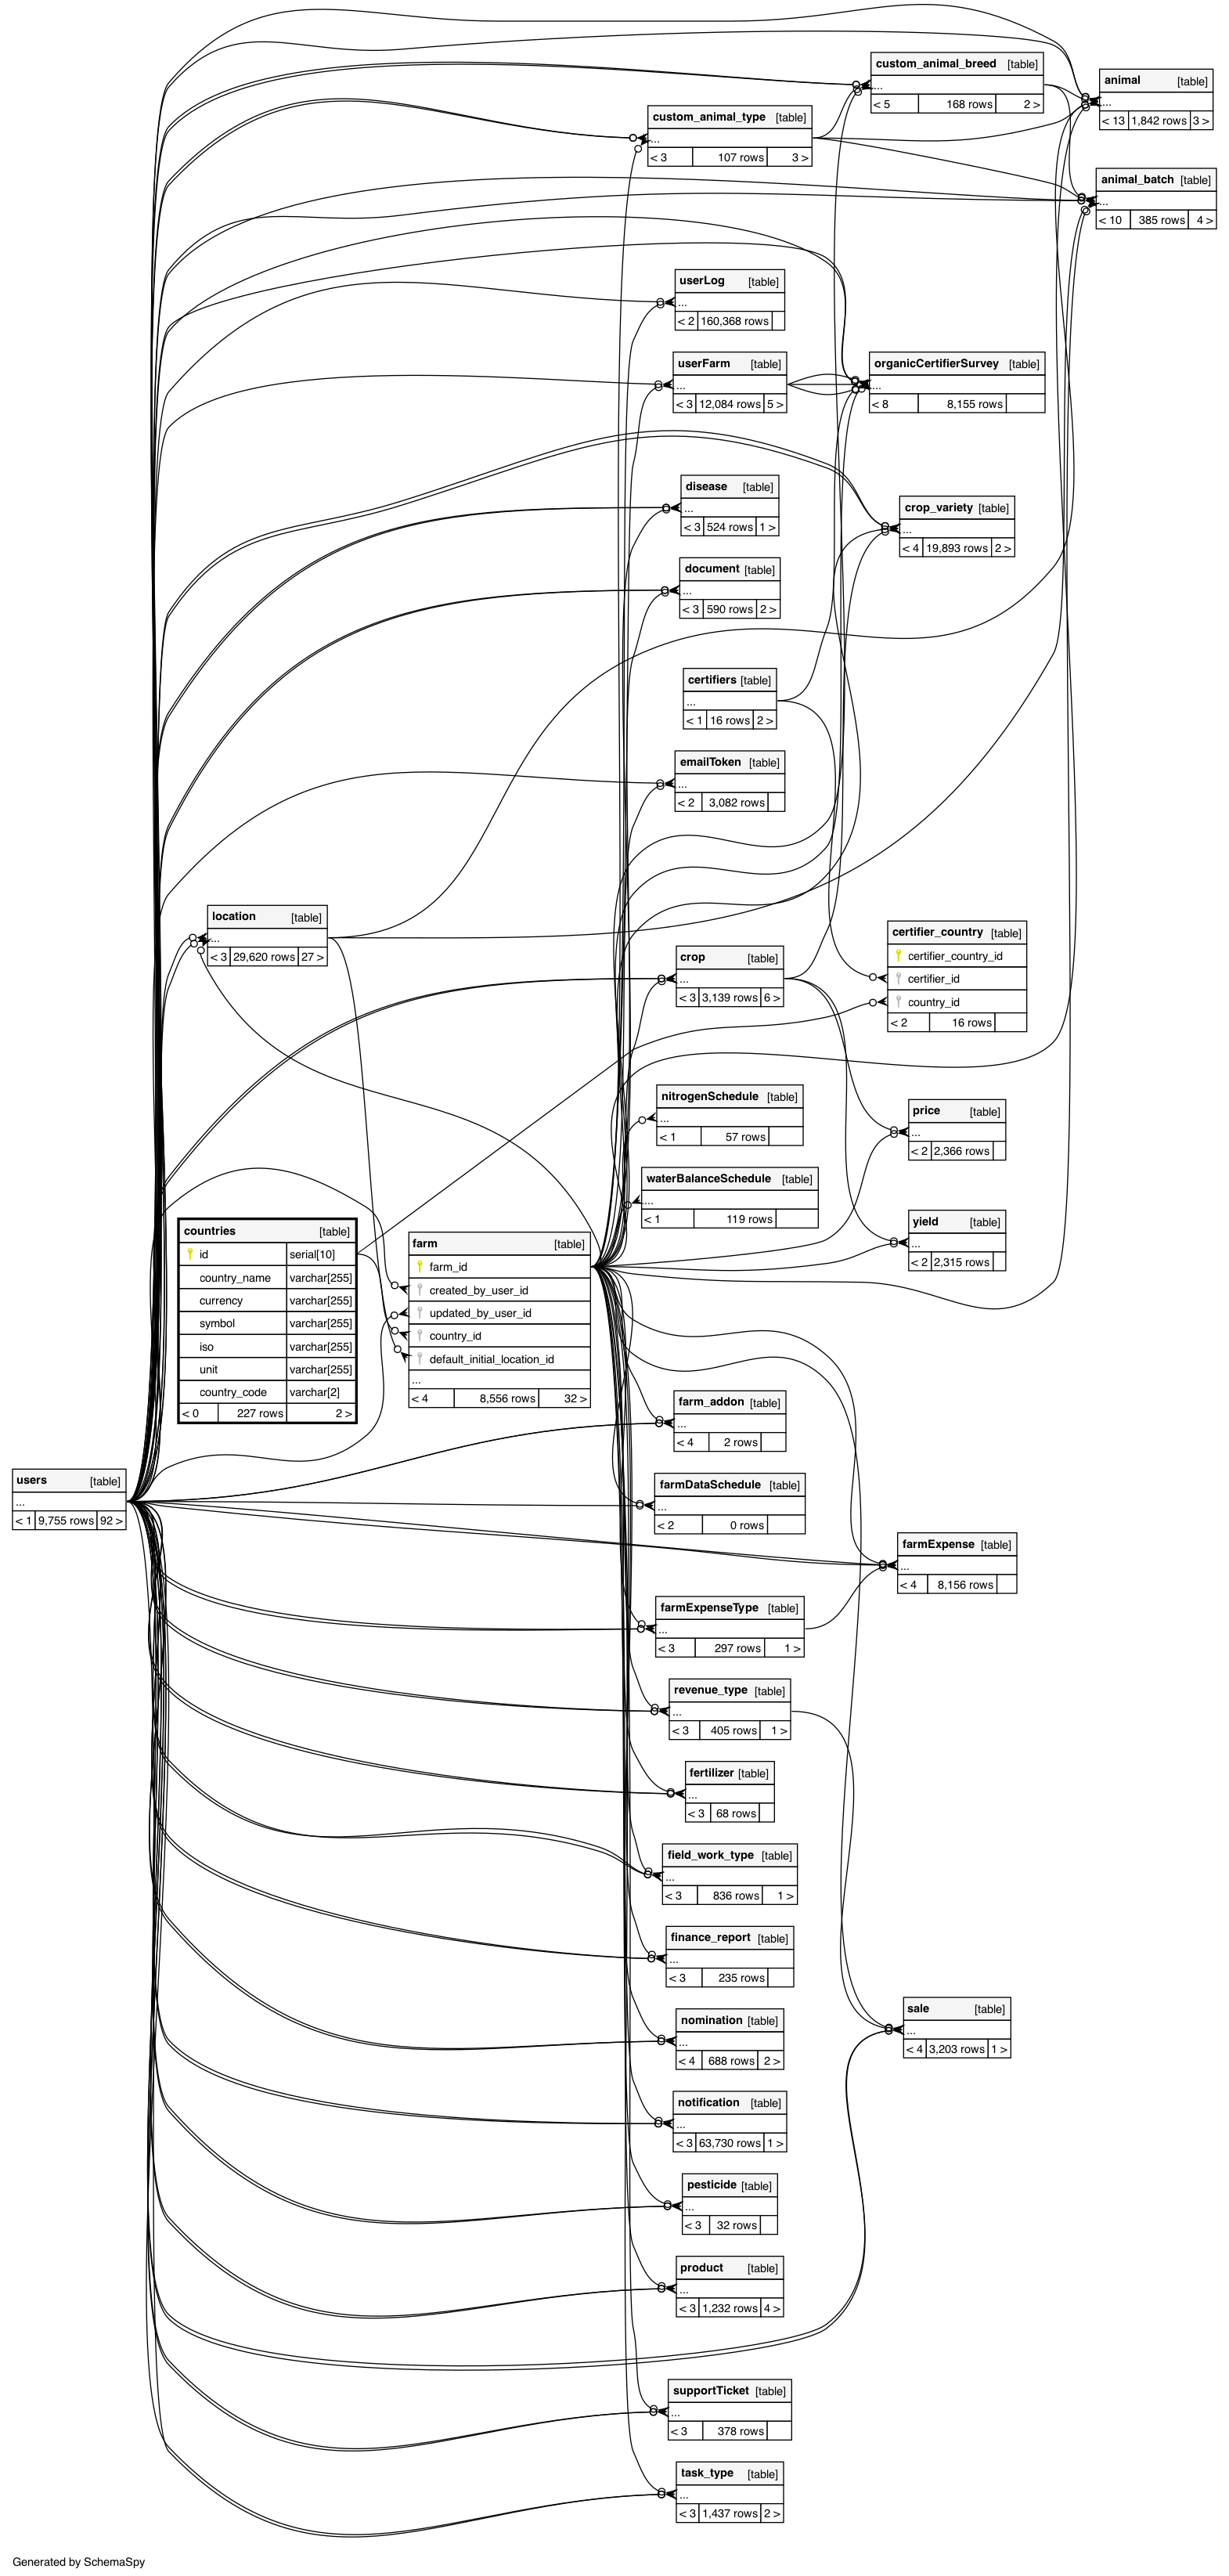 custom_animal_breed [table]
...
< 5 168 rows 2 >
animal [table]
...
< 13 1,842 rows 3 >
custom_animal_type [table]
...
< 3 107 rows 3 >
animal_batch [table]
...
< 10 385 rows 4 >
userLog [table]
...
< 2 160,368 rows
userFarm [table]
...
< 3 12,084 rows 5 >
organicCertifierSurvey [table]
...
< 8 8,155 rows
disease [table]
...
< 3 524 rows 1 >
crop_variety [table]
...
< 4 19,893 rows 2 >
document [table]
...
< 3 590 rows 2 >
certifiers [table]
...
< 1 16 rows 2 >
emailToken [table]
...
< 2 3,082 rows
location [table]
...
< 3 29,620 rows 27 >
certifier_country [table]
certifier_country_id
certifier_id
country_id
< 2 16 rows
crop [table]
...
< 3 3,139 rows 6 >
nitrogenSchedule [table]
...
< 1 57 rows
price [table]
...
< 2 2,366 rows
waterBalanceSchedule [table]
...
< 1 119 rows
yield [table]
...
< 2 2,315 rows
countries [table]
id serial[10]
country_name varchar[255]
currency varchar[255]
symbol varchar[255]
iso varchar[255]
unit varchar[255]
country_code varchar[2]
< 0 227 rows 2 >
farm [table]
farm_id
created_by_user_id
updated_by_user_id
country_id
default_initial_location_id
...
< 4 8,556 rows 32 >
farm_addon [table]
...
< 4 2 rows
users [table]
...
< 1 9,755 rows 92 >
farmDataSchedule [table]
...
< 2 0 rows
farmExpense [table]
...
< 4 8,156 rows
farmExpenseType [table]
...
< 3 297 rows 1 >
revenue_type [table]
...
< 3 405 rows 1 >
fertilizer [table]
...
< 3 68 rows
field_work_type [table]
...
< 3 836 rows 1 >
finance_report [table]
...
< 3 235 rows
sale [table]
...
< 4 3,203 rows 1 >
nomination [table]
...
< 4 688 rows 2 >
notification [table]
...
< 3 63,730 rows 1 >
pesticide [table]
...
< 3 32 rows
product [table]
...
< 3 1,232 rows 4 >
supportTicket [table]
...
< 3 378 rows
task_type [table]
...
< 3 1,437 rows 2 >
Generated by SchemaSpy